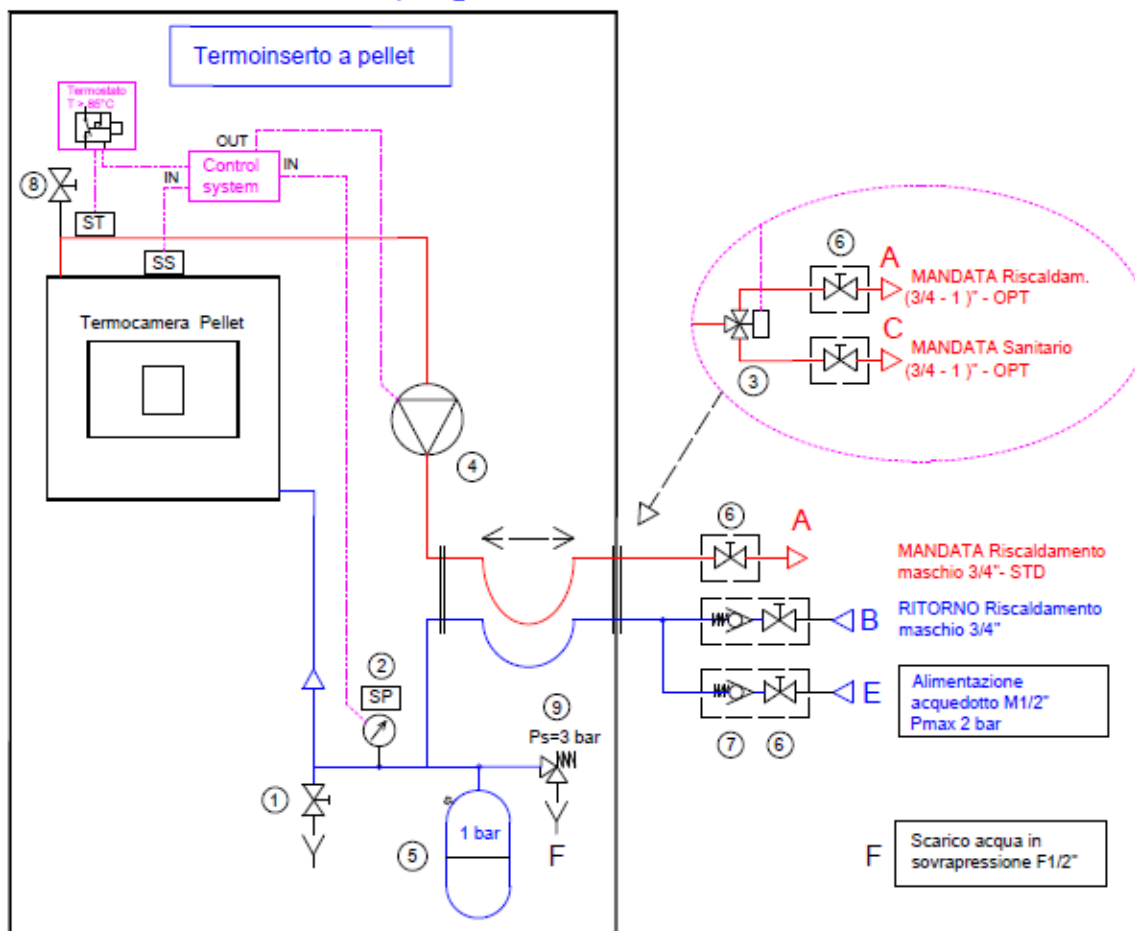 Termoinserto a pellet
Termostato
T > 85°C
OUT
IN
Control
system
IN
8
ST
SS
Termocamera Pellet
4
6
A
MANDATA Riscaldam.
(3/4 - 1 )" - OPT
C
MANDATA Sanitario
(3/4 - 1 )" - OPT
3
6
A
MANDATA Riscaldamento
maschio 3/4"- STD
B
RITORNO Riscaldamento
maschio 3/4"
E
Alimentazione
acquedotto M1/2"
Pmax 2 bar
7
6
2
SP
9
Ps=3 bar
1
1 bar
5
F
F
Scarico acqua in
sovrapressione F1/2"